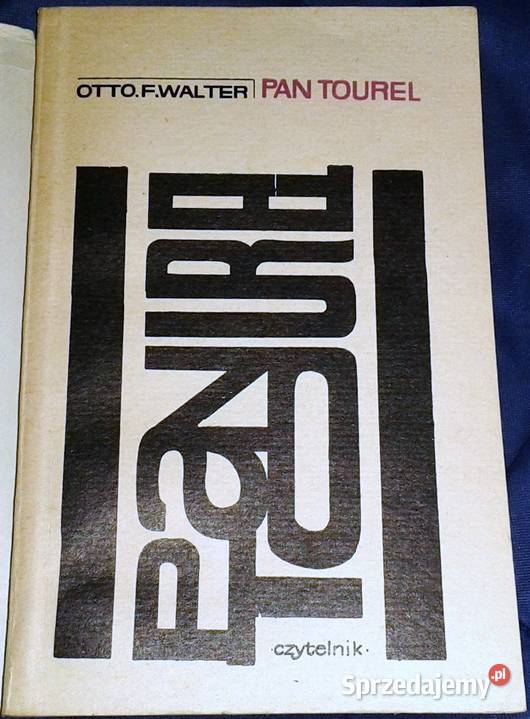 OTTO.F.WALTER PAN TOUREL
PaN
TOUREL
·czytelnik·
Sprzedajemy.pl